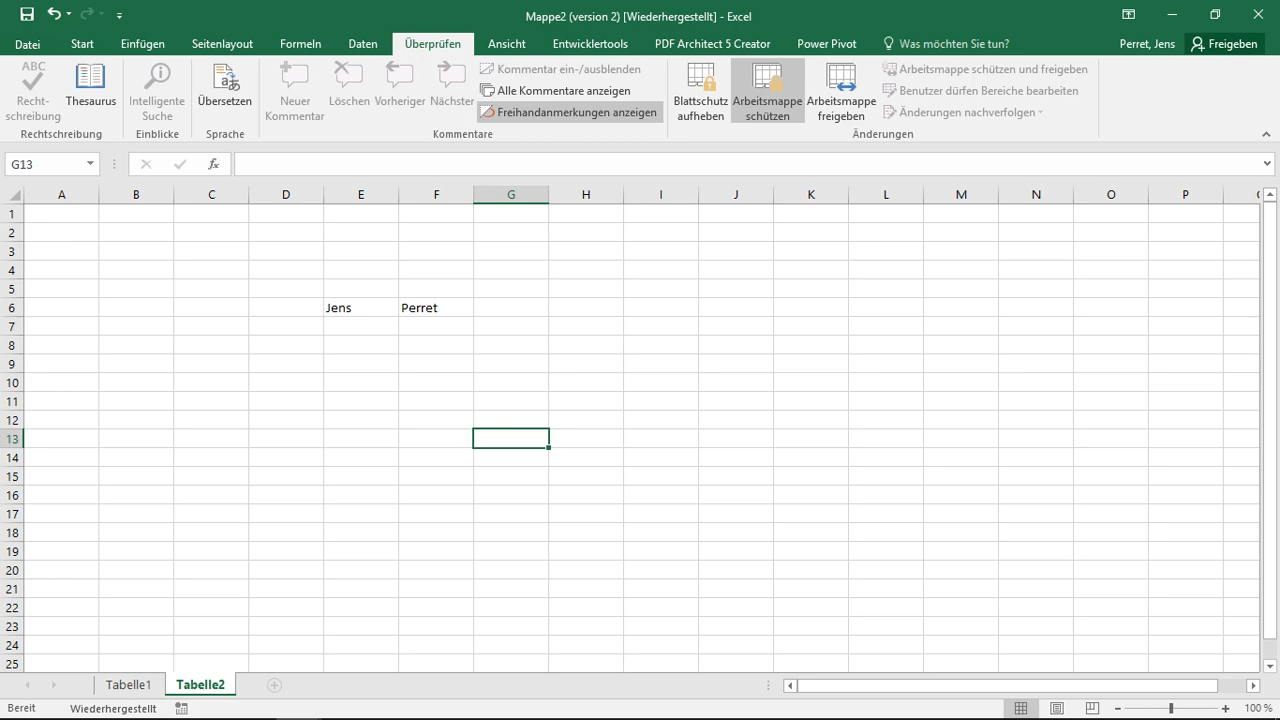 Mappe2 (version 2) [Wiederhergestellt] - Excel
Datei Start Einfügen Seitenlayout Formeln Daten Überprüfen Ansicht Entwicklertools PDF Architect 5 Creator Power Pivot Was möchten Sie tun? Perret, Jens Freigeben
ABC
Recht-
schreibung
Thesaurus
Intelligente
Suche
Übersetzen
Neuer
Kommentar
Löschen
Vorheriger
Nächster
Kommentar ein-/ausblenden
Alle Kommentare anzeigen
Freihandanmerkungen anzeigen
Blattschutz
aufheben
Arbeitsmappe
schützen
Arbeitsmappe
freigeben
Arbeitsmappe schützen und freigeben
Benutzer dürfen Bereiche bearbeiten
Änderungen nachverfolgen
Rechtschreibung Einblicke Sprache Kommentare Änderungen
G13 fx
A B C D E F G H I J K L M N O P
1
2
3
4
5
6 Jens Perret
7
8
9
10
11
12
13
14
15
16
17
18
19
20
21
22
23
24
25
Tabelle1 Tabelle2
Bereit Wiederhergestellt 100 %